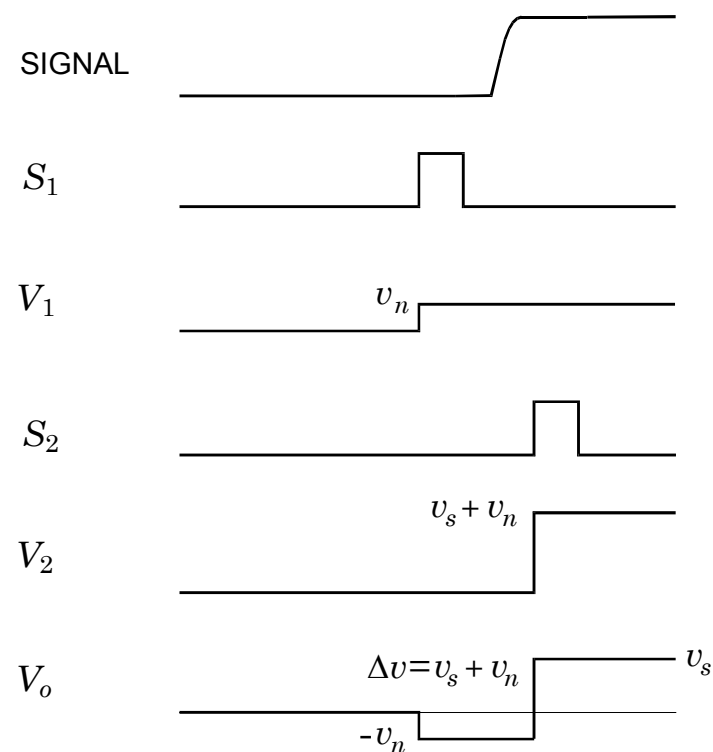 SIGNAL
S₁
V₁ vₙ
S₂
vₛ + vₙ
V₂
Δv=vₛ + vₙ vₛ
Vₒ
-vₙ